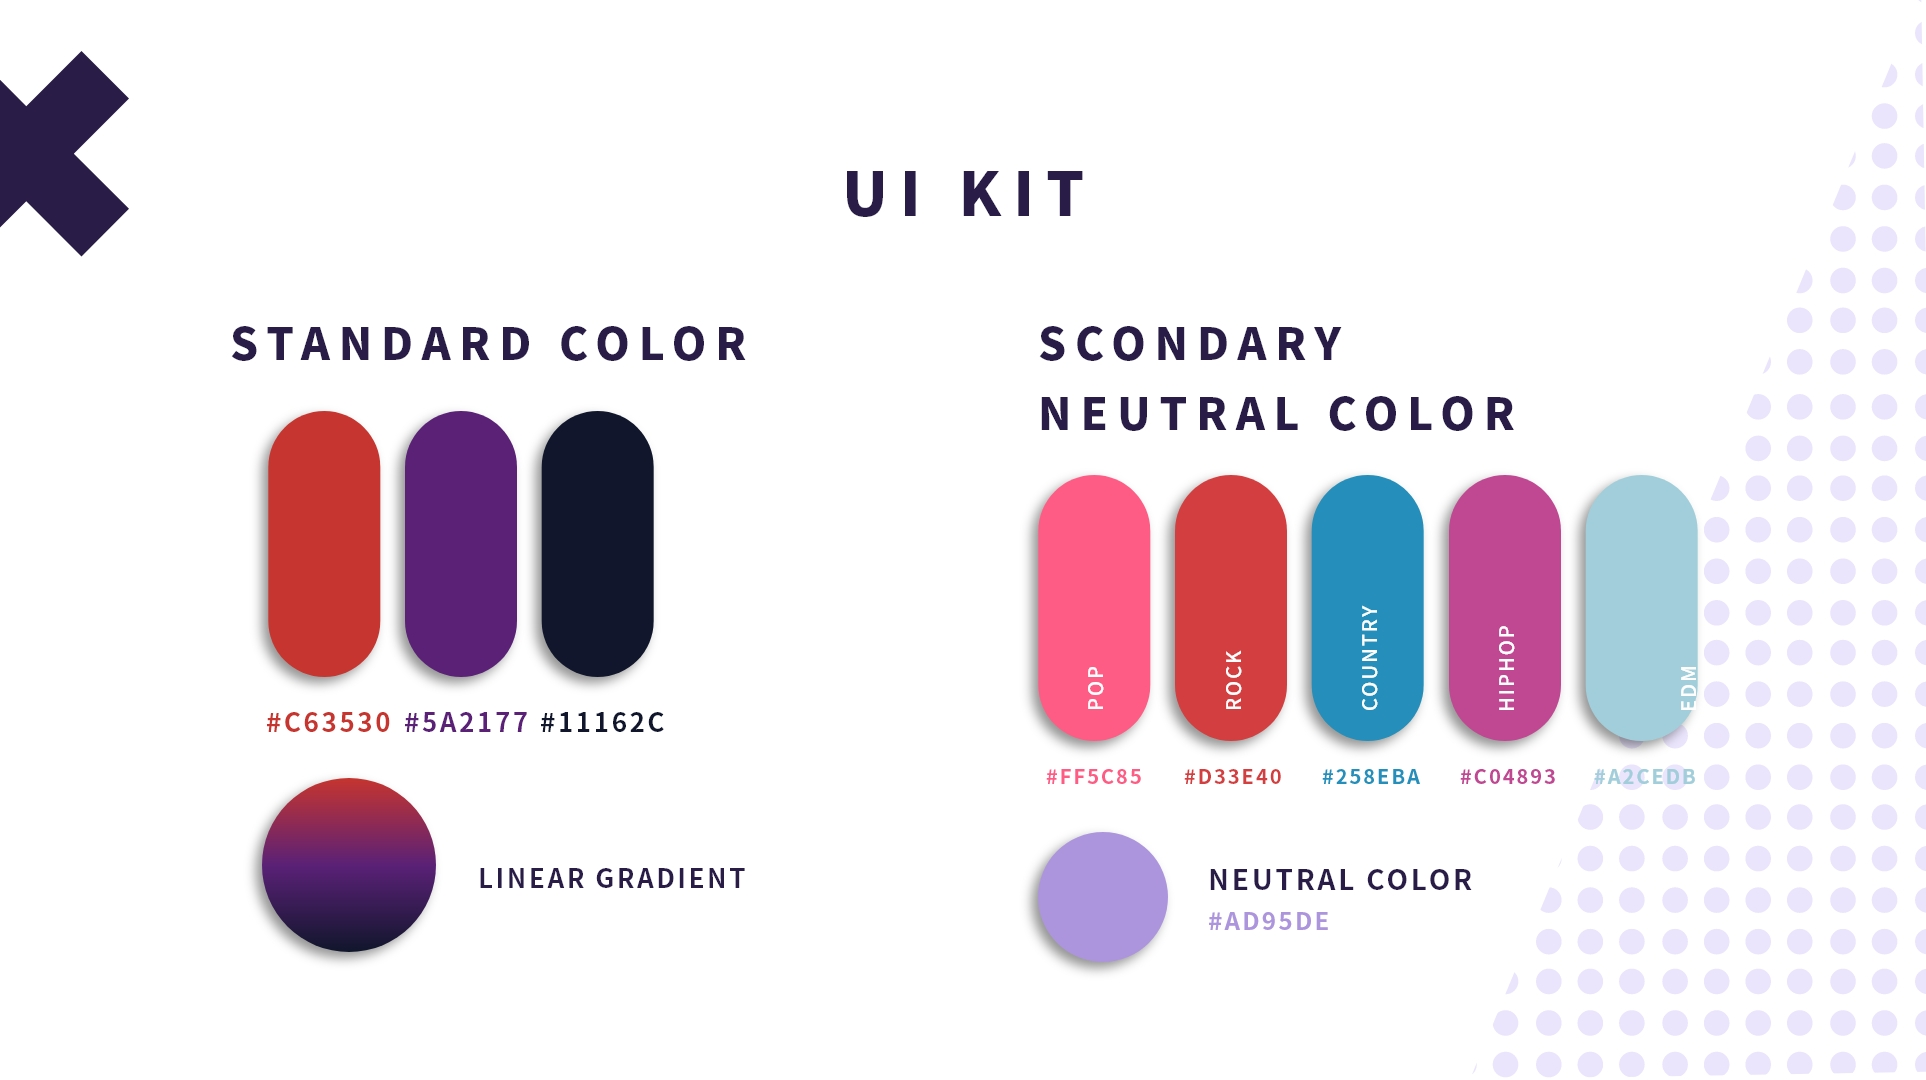 UI KIT
STANDARD COLOR
#C63530 #5A2177 #11162C
LINEAR GRADIENT
SCONDARY
NEUTRAL COLOR
POP
ROCK
COUNTRY
HIPHOP
EDM
#FF5C85 #D33E40 #258EBA #C04893 #A2CEDB
NEUTRAL COLOR
#AD95DE